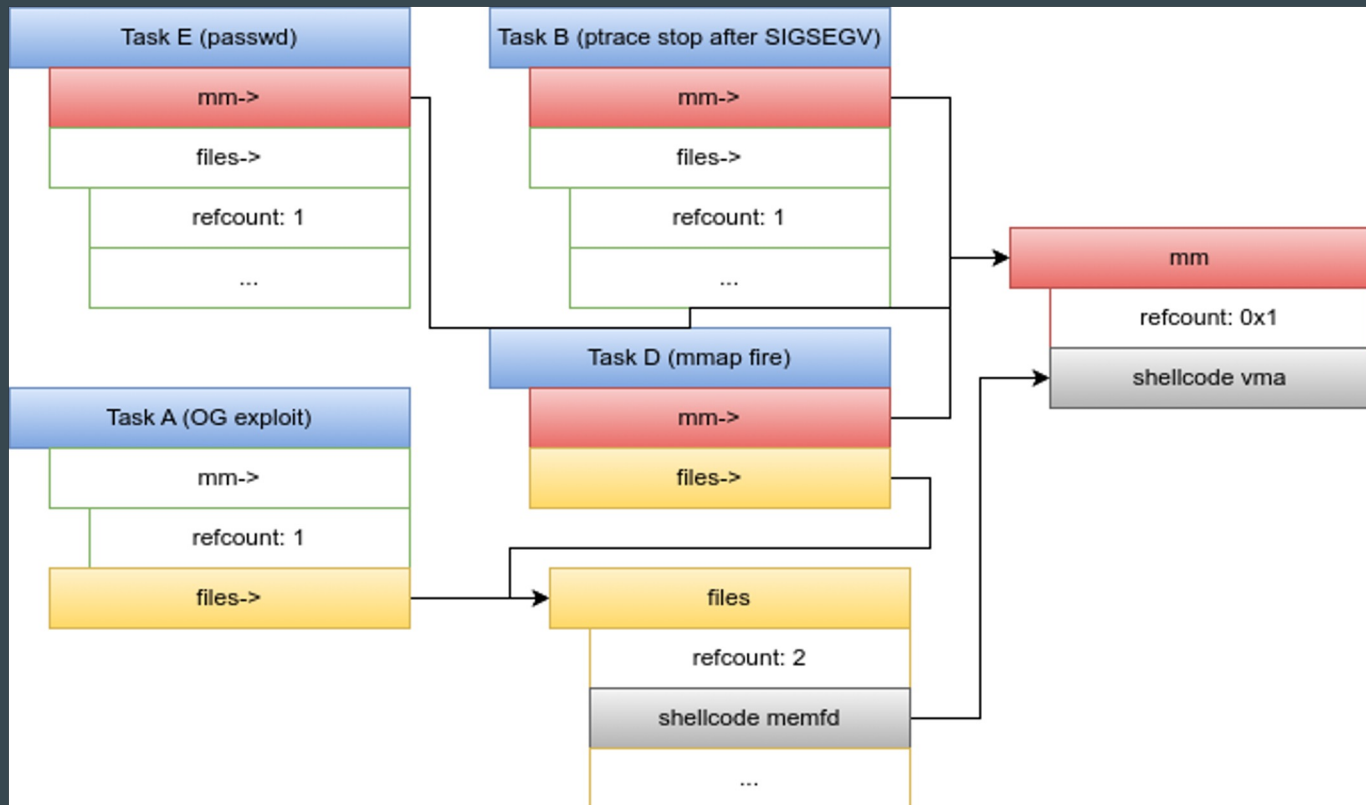 Task E (passwd)
mm->
files->
refcount: 1
...
Task B (ptrace stop after SIGSEGV)
mm->
files->
refcount: 1
...
mm
refcount: 0x1
shellcode vma
Task D (mmap fire)
mm->
files->
Task A (OG exploit)
mm->
refcount: 1
files->
files
refcount: 2
shellcode memfd
...